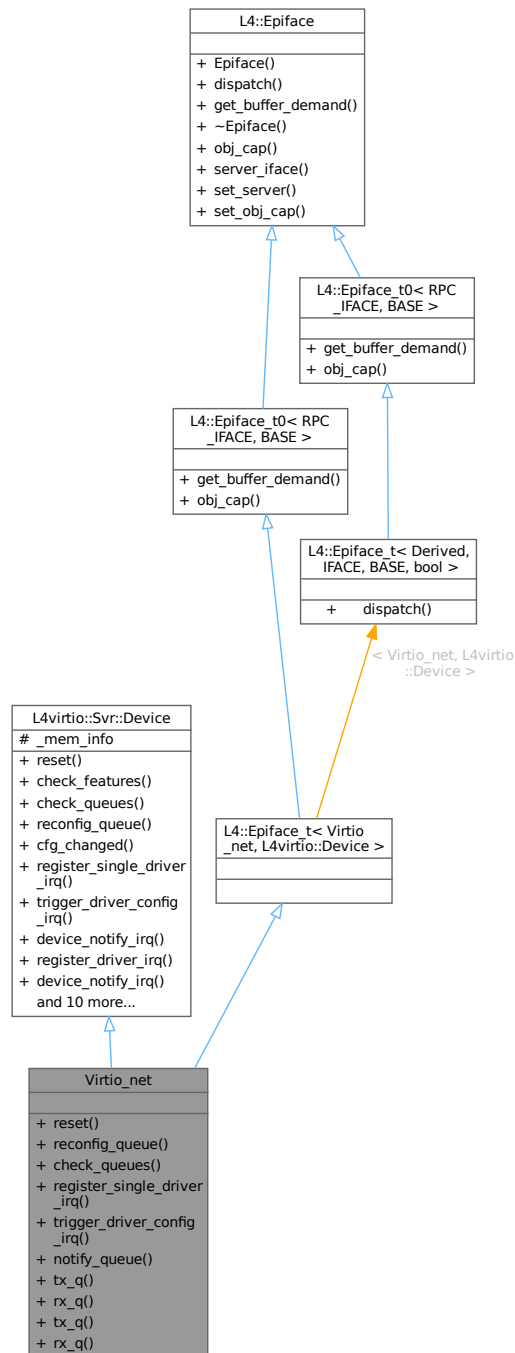 L4::Epiface
+ Epiface()
+ dispatch()
+ get_buffer_demand()
+ ~Epiface()
+ obj_cap()
+ server_iface()
+ set_server()
+ set_obj_cap()
L4::Epiface_t0< RPC
_IFACE, BASE >
+ get_buffer_demand()
+ obj_cap()
L4::Epiface_t0< RPC
_IFACE, BASE >
+ get_buffer_demand()
+ obj_cap()
L4::Epiface_t< Derived,
IFACE, BASE, bool >
+ dispatch()
< Virtio_net, L4virtio
::Device >
L4virtio::Svr::Device
# _mem_info
+ reset()
+ check_features()
+ check_queues()
+ reconfig_queue()
+ cfg_changed()
+ register_single_driver
_irq()
+ trigger_driver_config
_irq()
+ device_notify_irq()
+ register_driver_irq()
+ device_notify_irq()
and 10 more...
L4::Epiface_t< Virtio
_net, L4virtio::Device >
Virtio_net
+ reset()
+ reconfig_queue()
+ check_queues()
+ register_single_driver
_irq()
+ trigger_driver_config
_irq()
+ notify_queue()
+ tx_q()
+ rx_q()
+ tx_q()
+ rx_q()